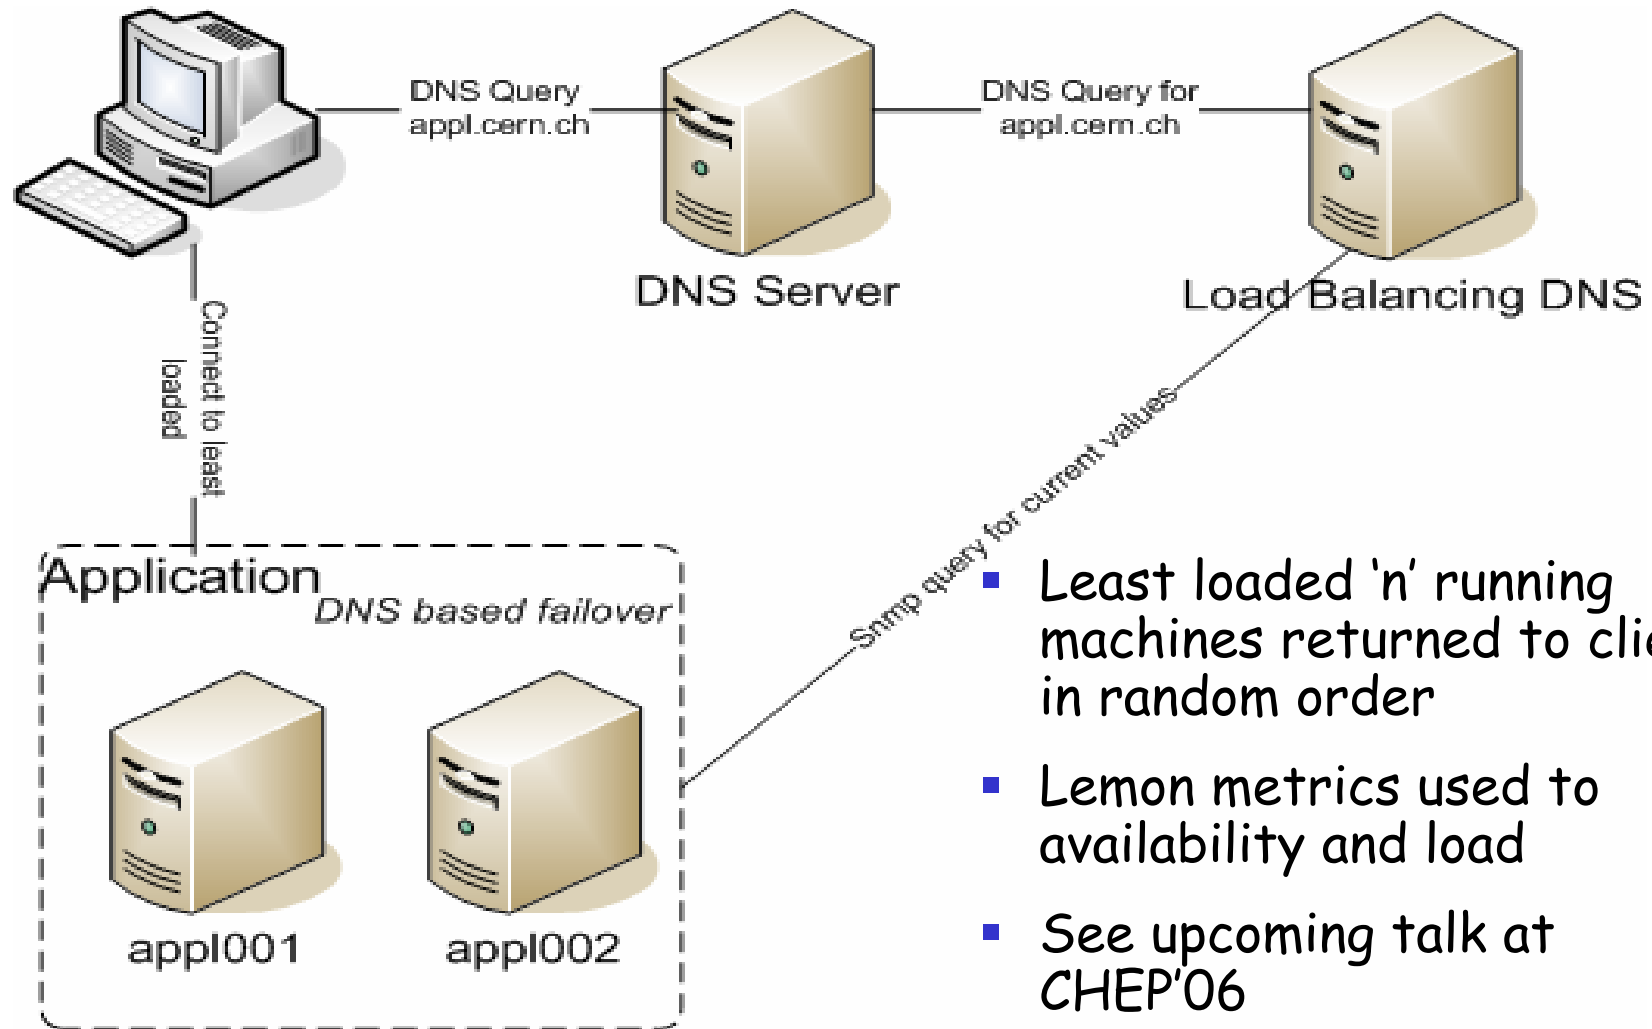 DNS Query
appl.cern.ch
DNS Query for
appl.cern.ch
DNS Server
Load Balancing DNS
Connect to least
loaded
Snmp query for current values
Application
DNS based failover
appl001
appl002
Least loaded ‘n’ running
machines returned to clie
in random order
Lemon metrics used to
availability and load
See upcoming talk at
CHEP’06